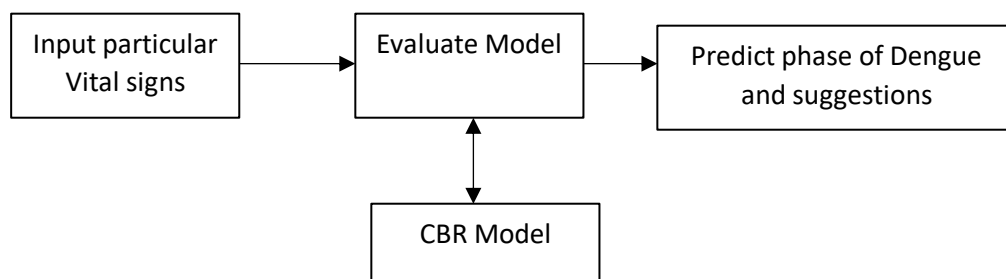 Input particular
Vital signs
Evaluate Model
Predict phase of Dengue
and suggestions
CBR Model